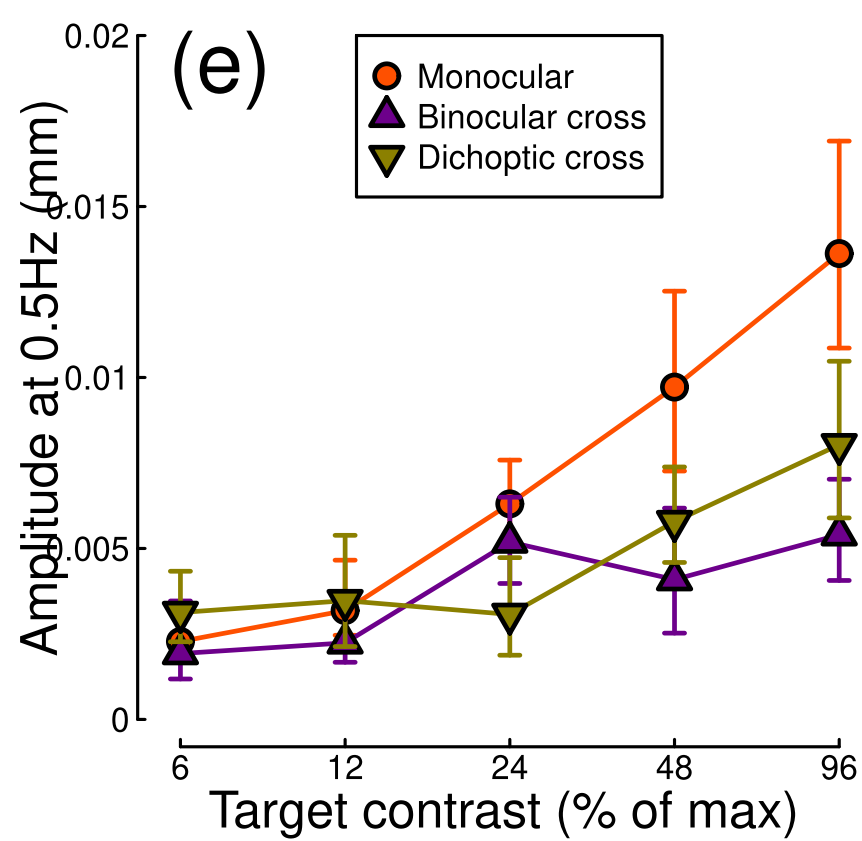 (e)
Monocular
Binocular cross
Dichoptic cross
Amplitude at 0.5Hz (mm)
0.02
0.015
0.01
0.005
0
6 12 24 48 96
Target contrast (% of max)